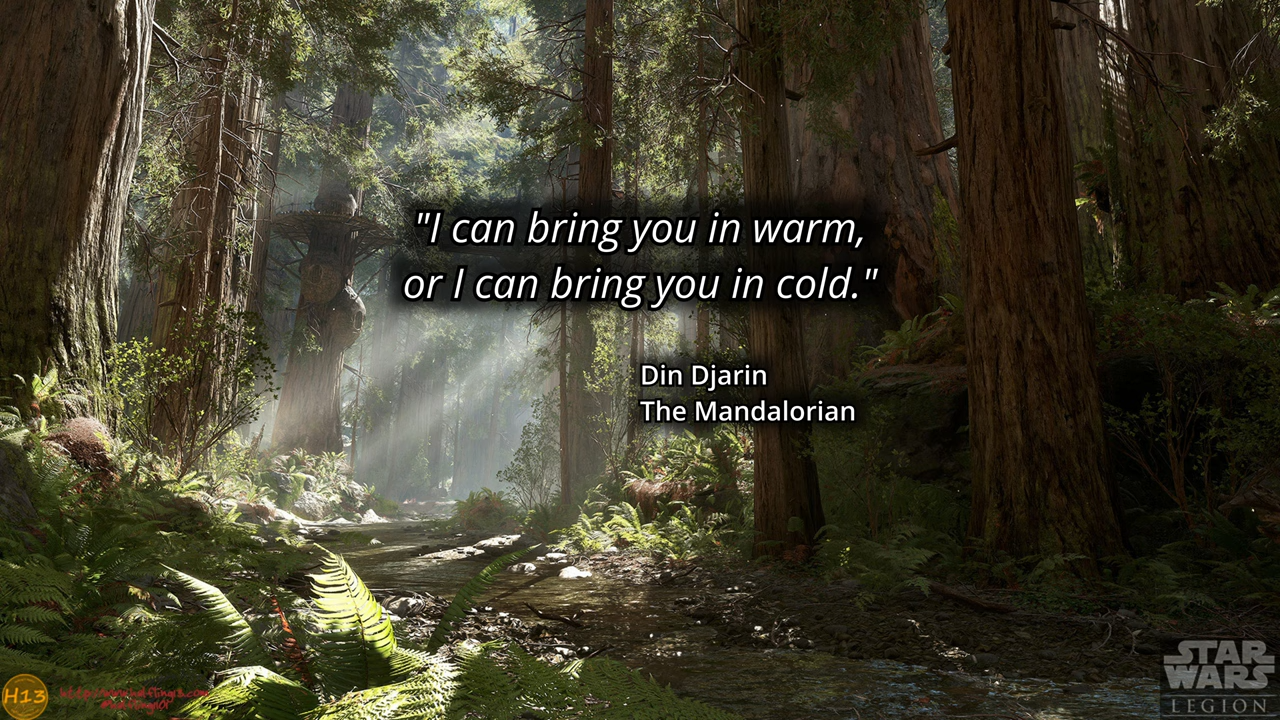 "I can bring you in warm,
or I can bring you in cold."
Din Djarin
The Mandalorian
H13
STAR
WARS
LEGION